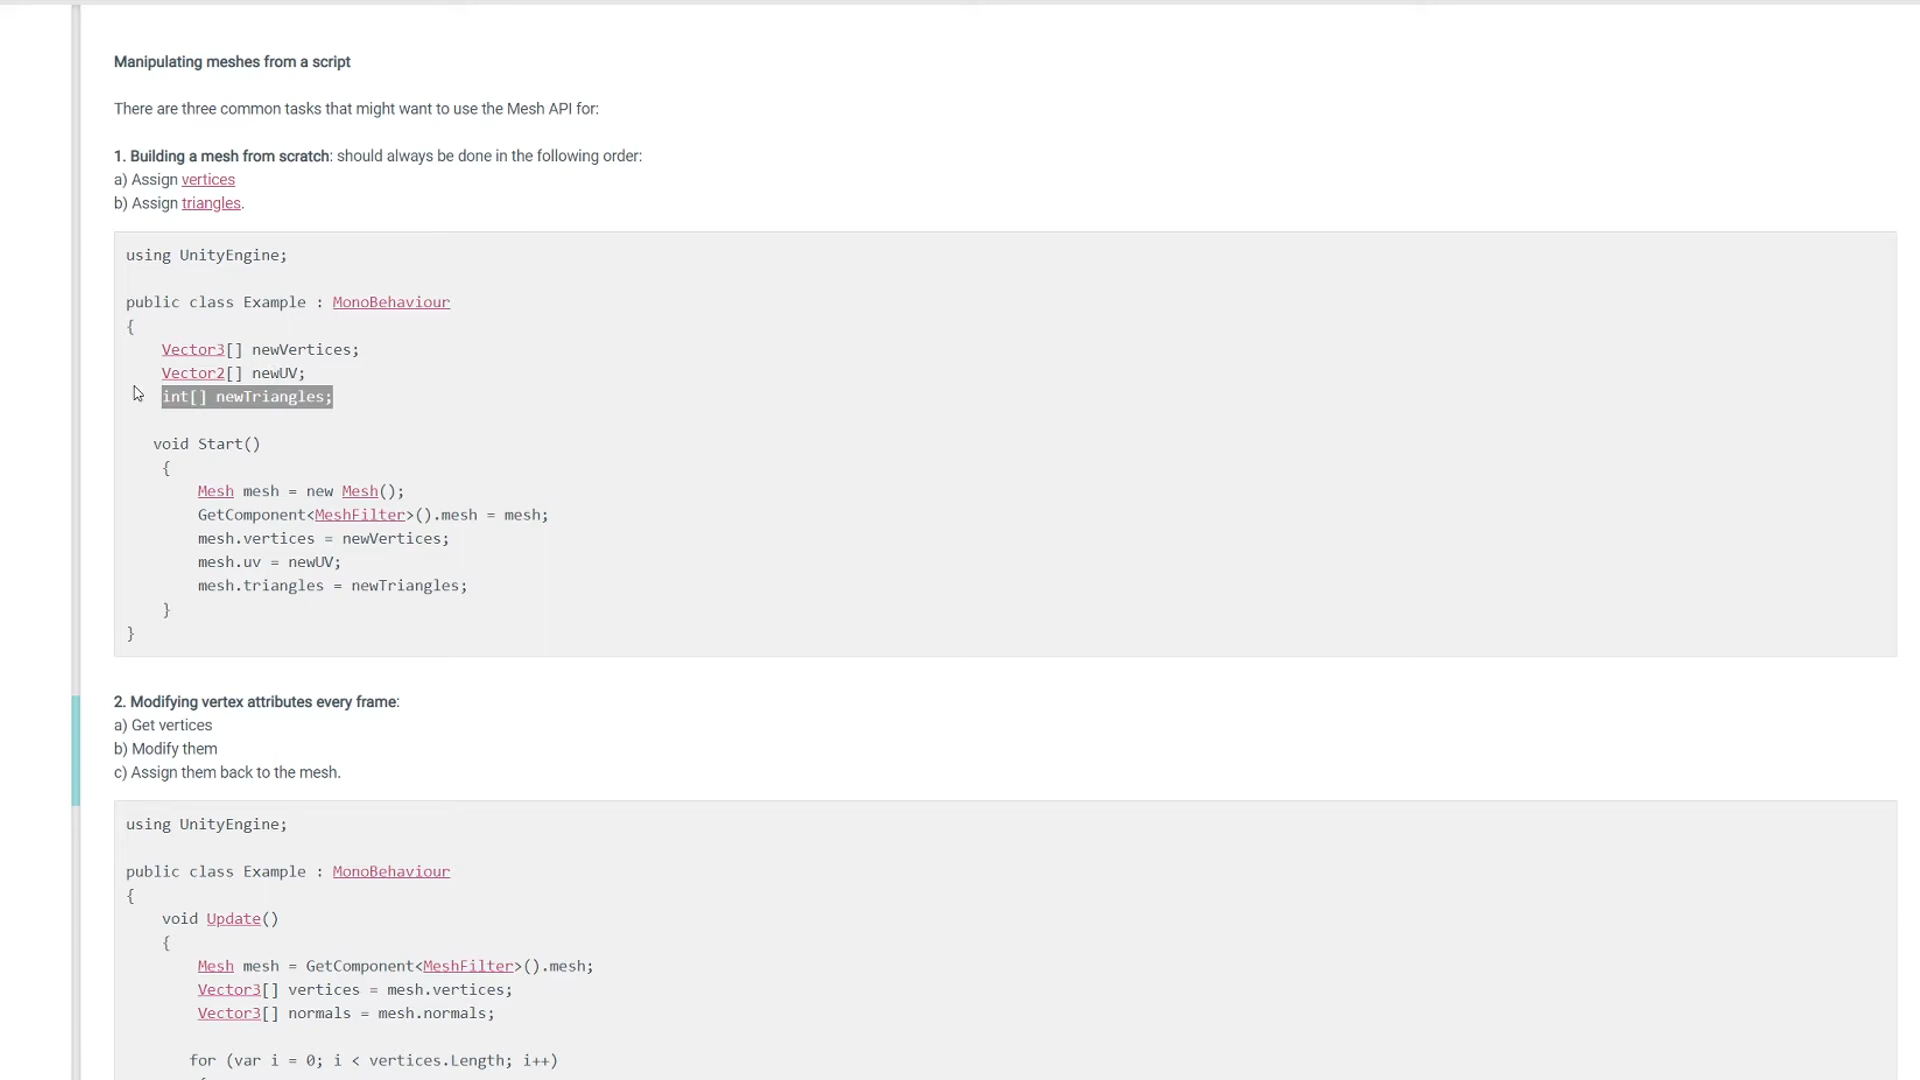 Manipulating meshes from a script
There are three common tasks that might want to use the Mesh API for:
1. Building a mesh from scratch: should always be done in the following order:
a) Assign vertices
b) Assign triangles.
using UnityEngine;
public class Example : MonoBehaviour
{
Vector3[] newVertices;
Vector2[] newUV;
int[] newTriangles;
void Start()
{
Mesh mesh = new Mesh();
GetComponent<MeshFilter>().mesh = mesh;
mesh.vertices = newVertices;
mesh.uv = newUV;
mesh.triangles = newTriangles;
}
}
2. Modifying vertex attributes every frame:
a) Get vertices
b) Modify them
c) Assign them back to the mesh.
using UnityEngine;
public class Example : MonoBehaviour
{
void Update()
{
Mesh mesh = GetComponent<MeshFilter>().mesh;
Vector3[] vertices = mesh.vertices;
Vector3[] normals = mesh.normals;
for (var i = 0; i < vertices.Length; i++)